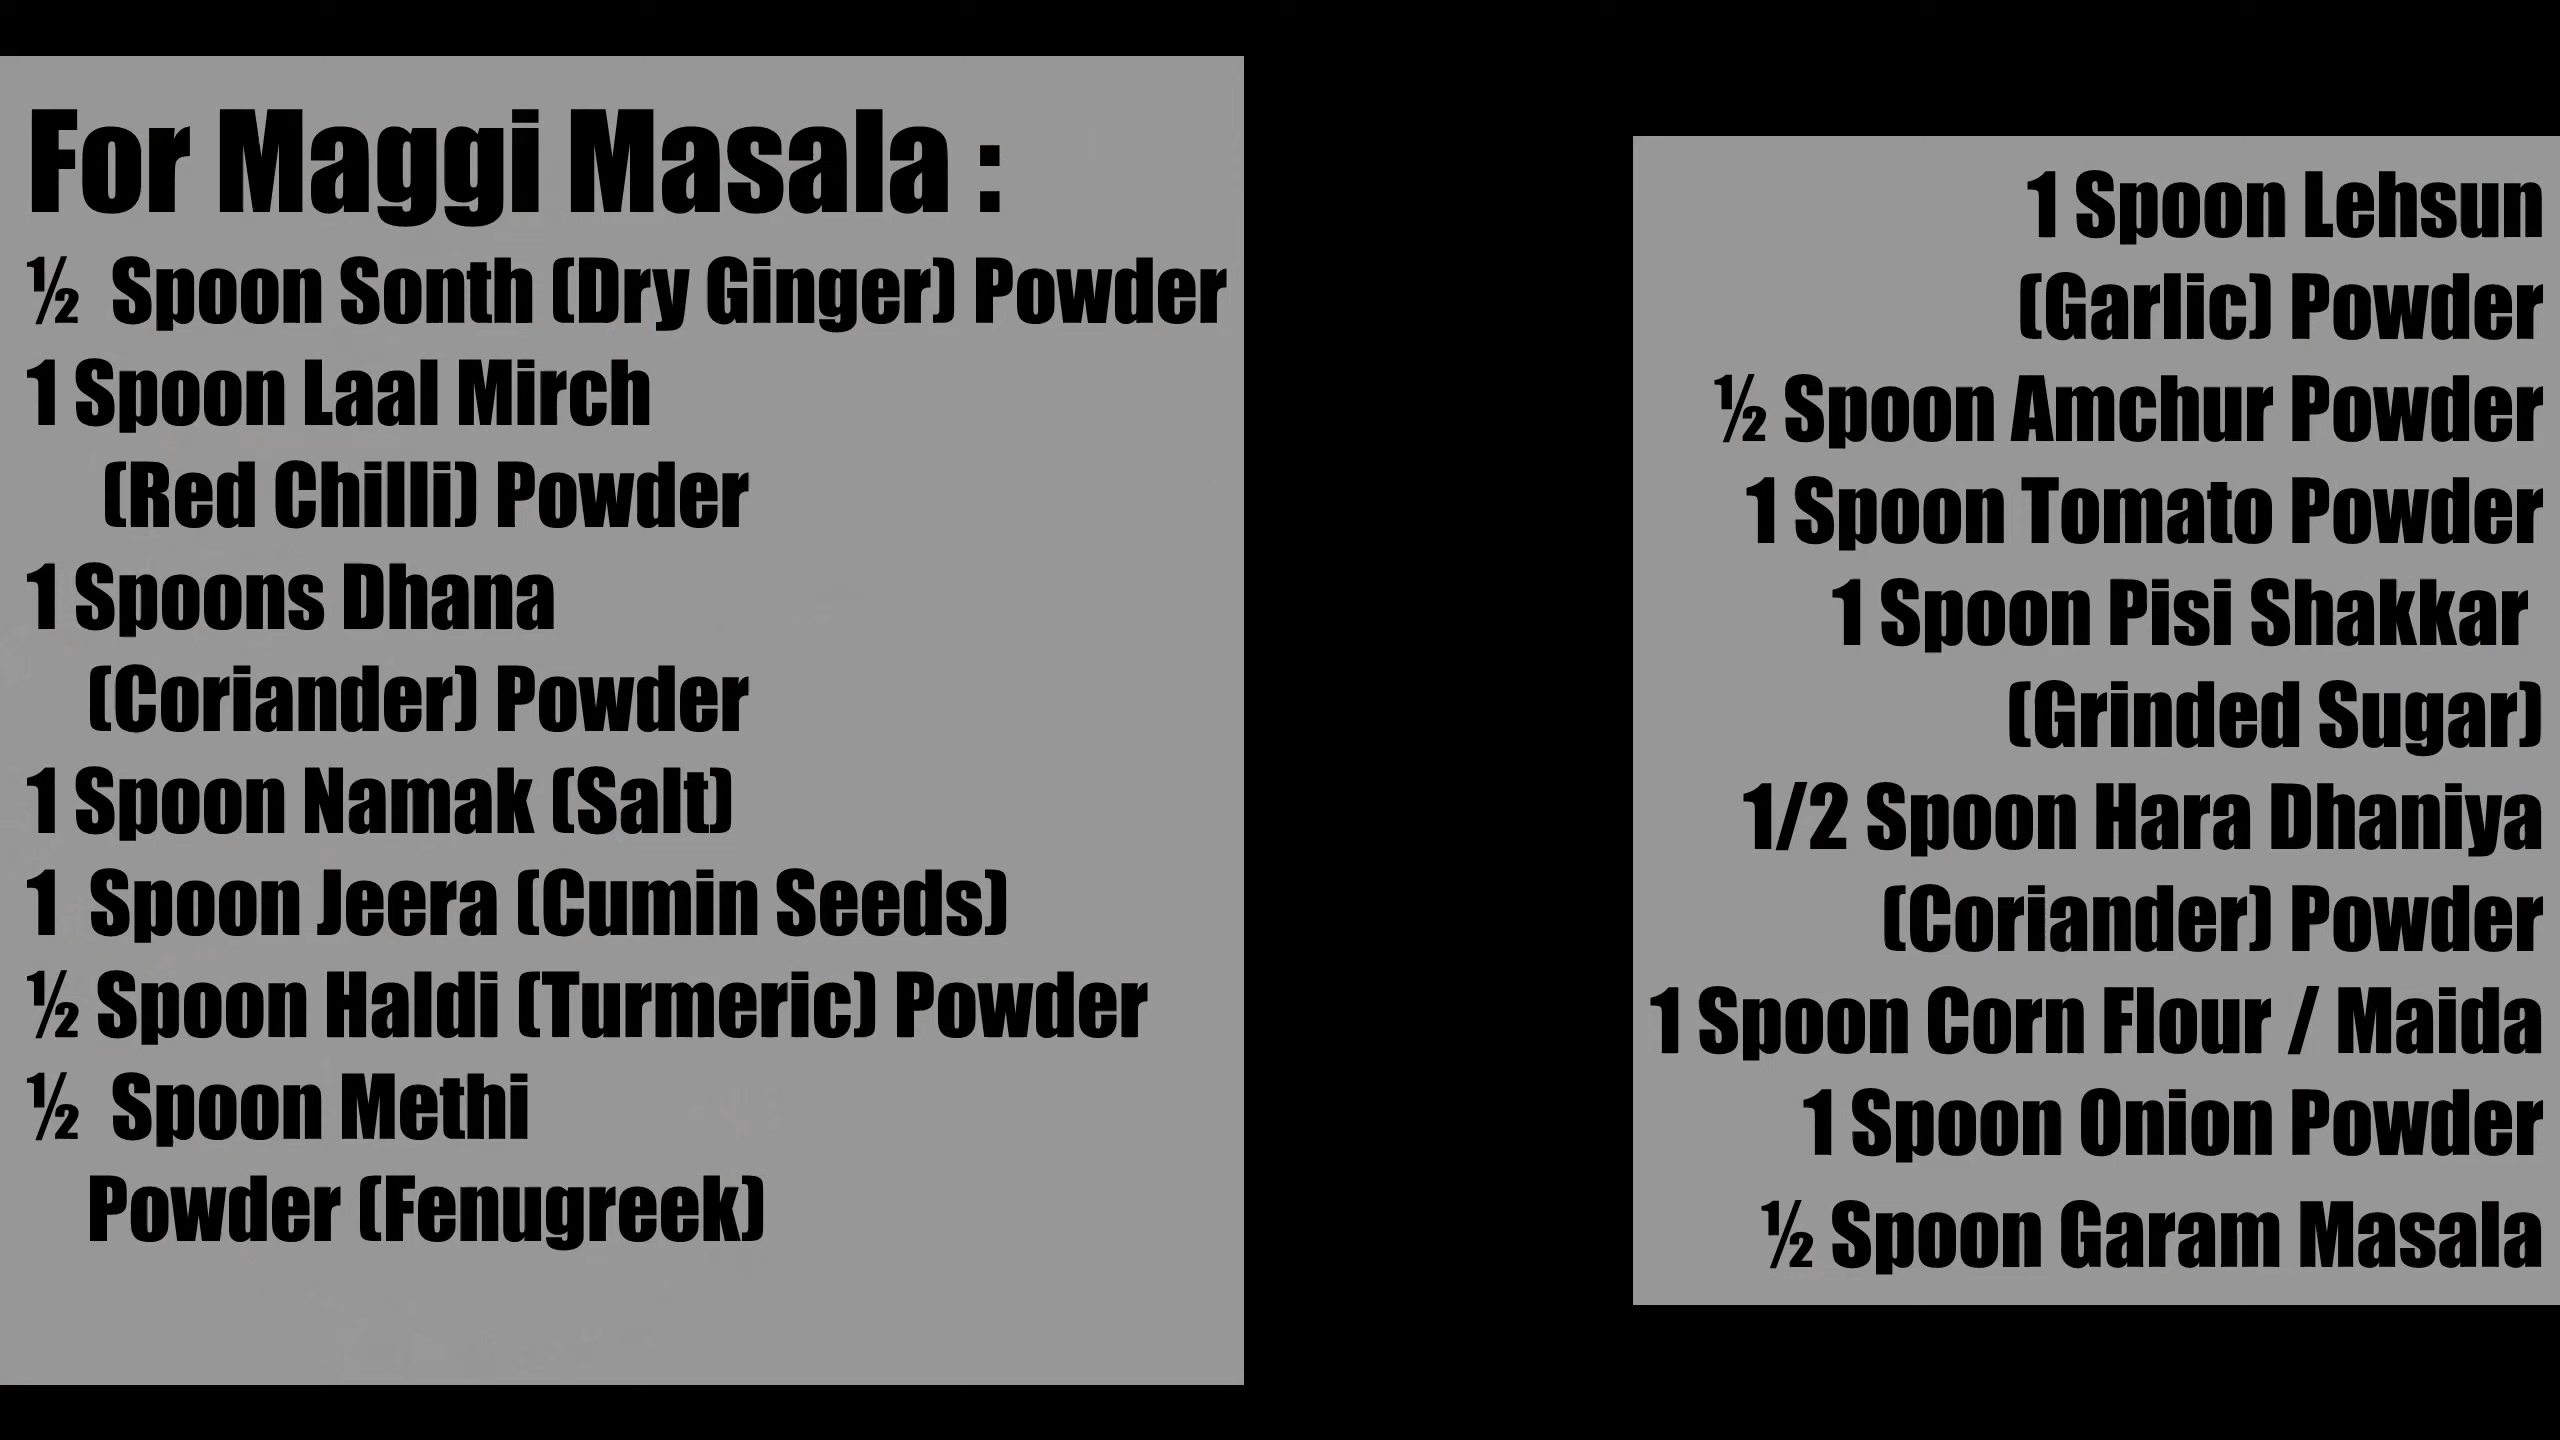 For Maggi Masala :
½ Spoon Sonth (Dry Ginger) Powder
1 Spoon Laal Mirch
(Red Chilli) Powder
1 Spoons Dhana
(Coriander) Powder
1 Spoon Namak (Salt)
1 Spoon Jeera (Cumin Seeds)
½ Spoon Haldi (Turmeric) Powder
½ Spoon Methi
Powder (Fenugreek)
1 Spoon Lehsun
(Garlic) Powder
½ Spoon Amchur Powder
1 Spoon Tomato Powder
1 Spoon Pisi Shakkar
(Grinded Sugar)
1/2 Spoon Hara Dhaniya
(Coriander) Powder
1 Spoon Corn Flour / Maida
1 Spoon Onion Powder
½ Spoon Garam Masala